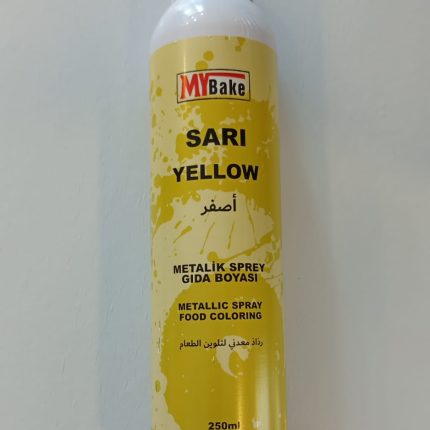 MYBake
SARI
YELLOW
أصفر
METALİK SPREY
GIDA BOYASI
METALLIC SPRAY
FOOD COLORING
رذاذ معدني لتلوين الطعام
250ml